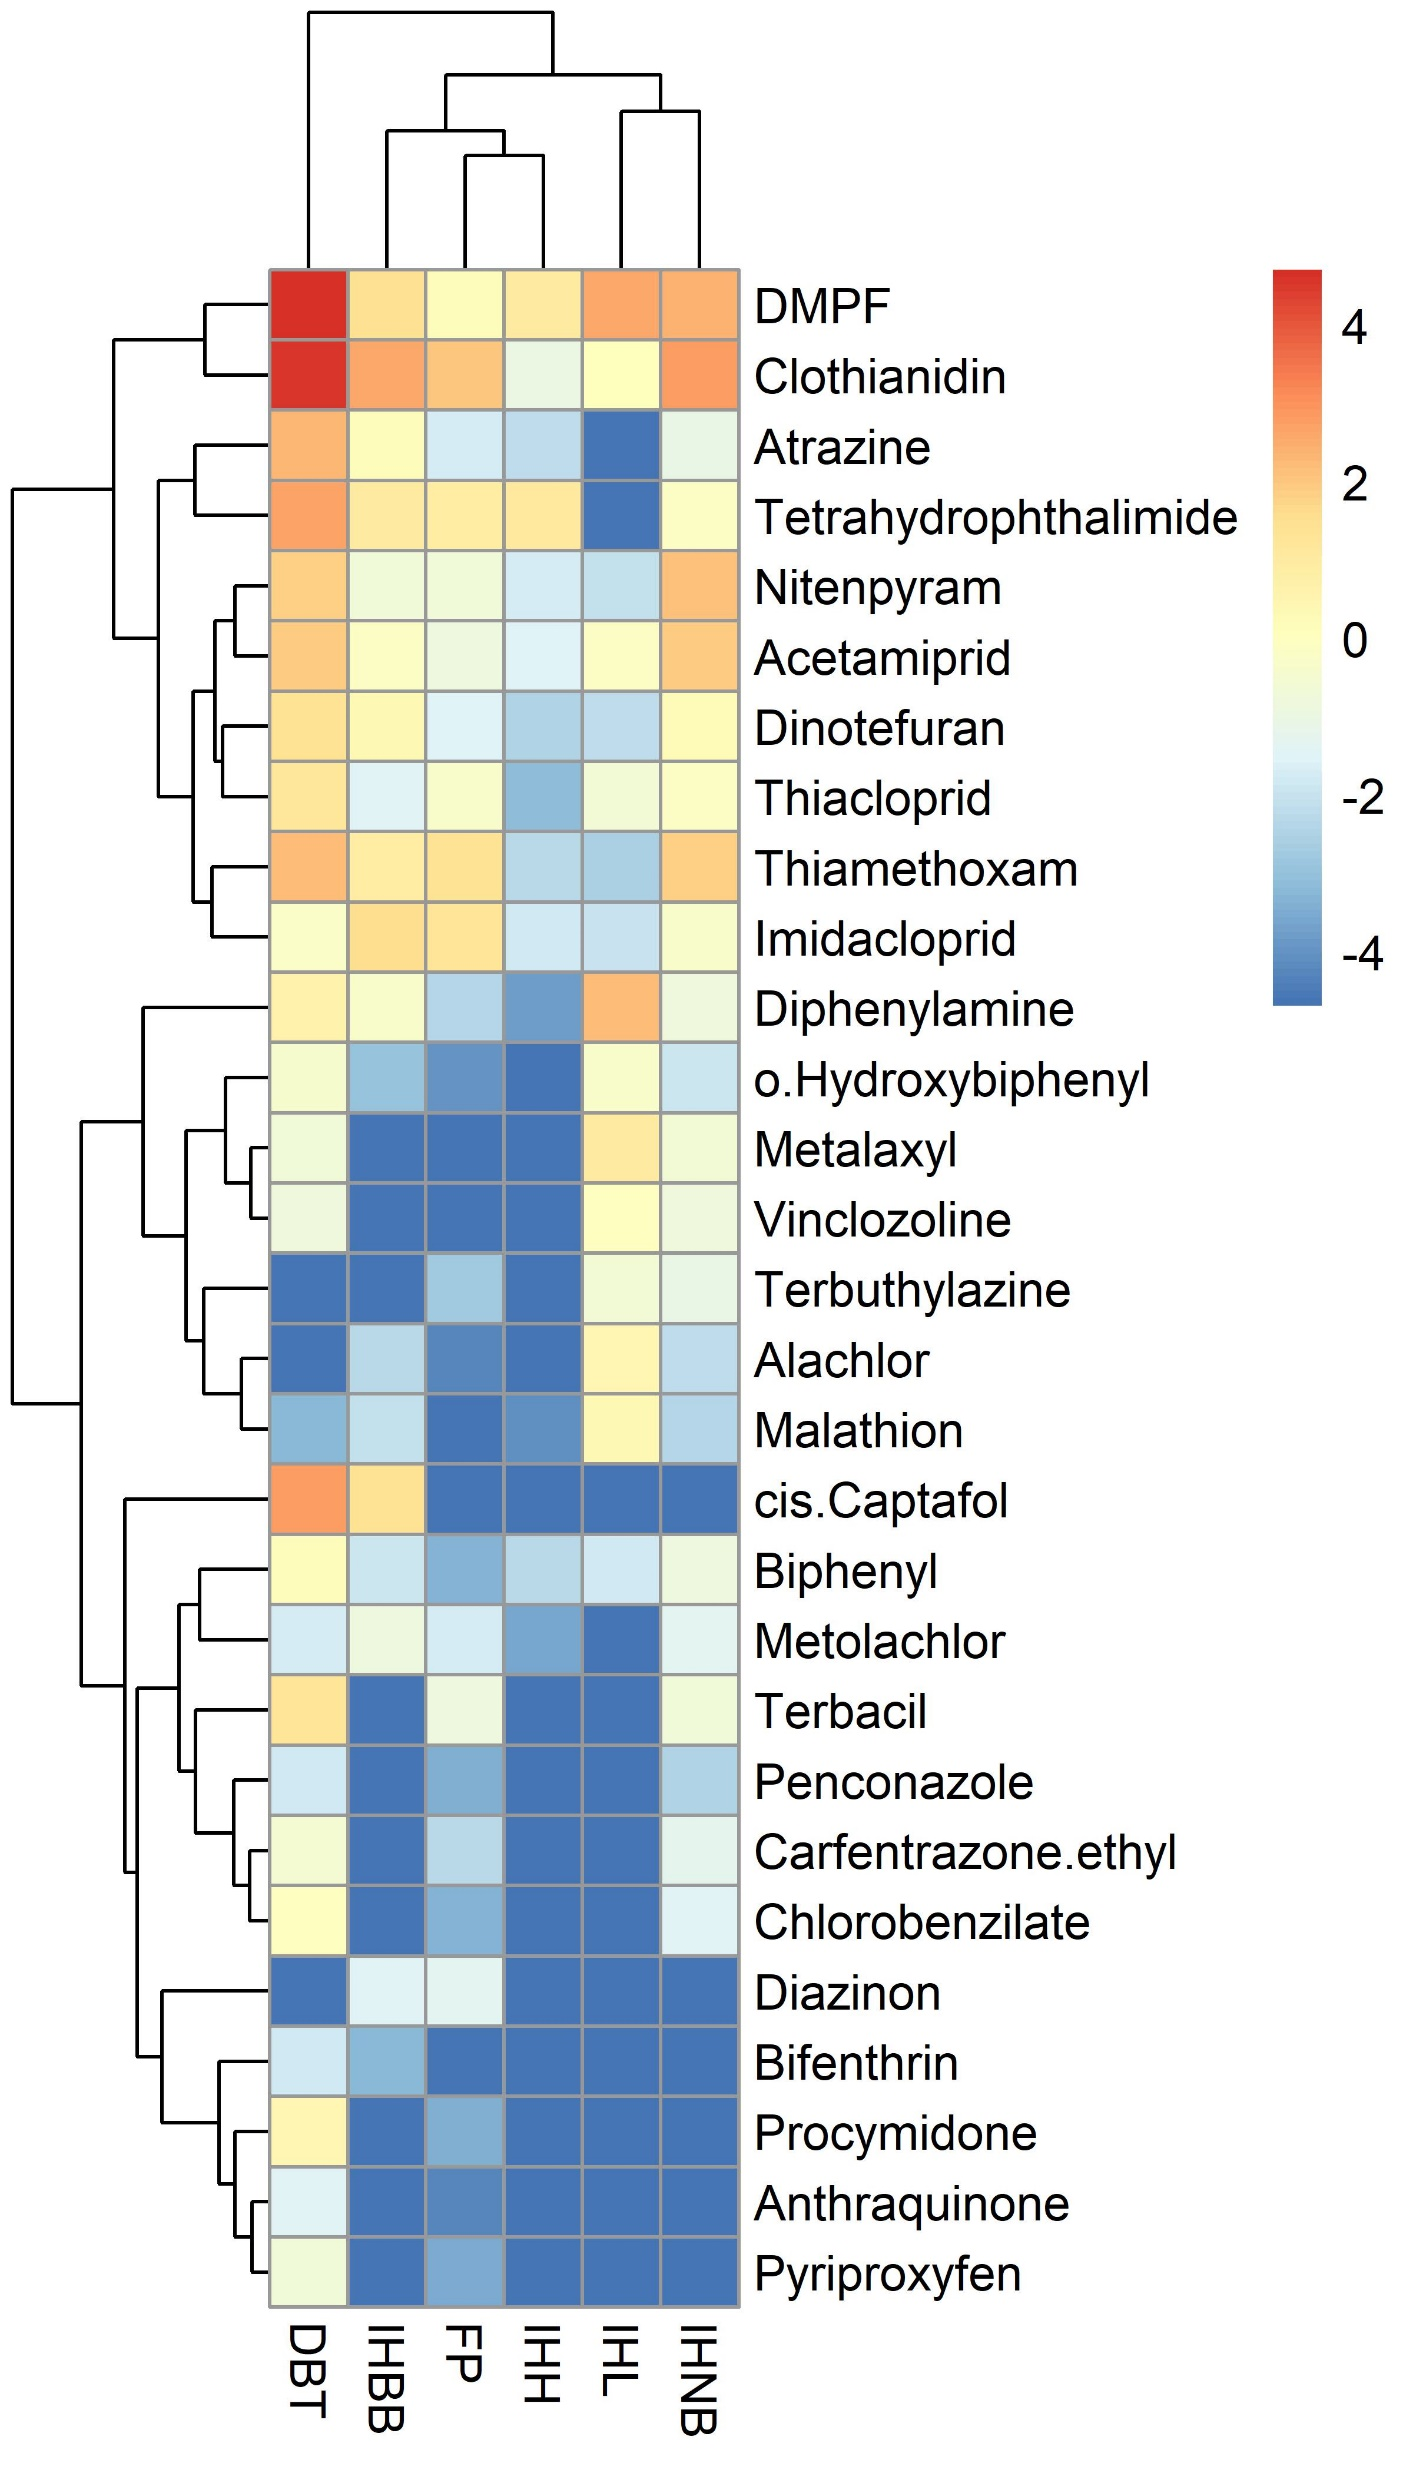 DMPF
Clothianidin
Atrazine
Tetrahydrophthalimide
Nitenpyram
Acetamiprid
Dinotefuran
Thiacloprid
Thiamethoxam
Imidacloprid
Diphenylamine
o.Hydroxybiphenyl
Metalaxyl
Vinclozoline
Terbuthylazine
Alachlor
Malathion
cis.Captafol
Biphenyl
Metolachlor
Terbacil
Penconazole
Carfentrazone.ethyl
Chlorobenzilate
Diazinon
Bifenthrin
Procymidone
Anthraquinone
Pyriproxyfen
4
2
0
-2
-4
DBT
IHBB
FP
IHH
IHL
IHNB